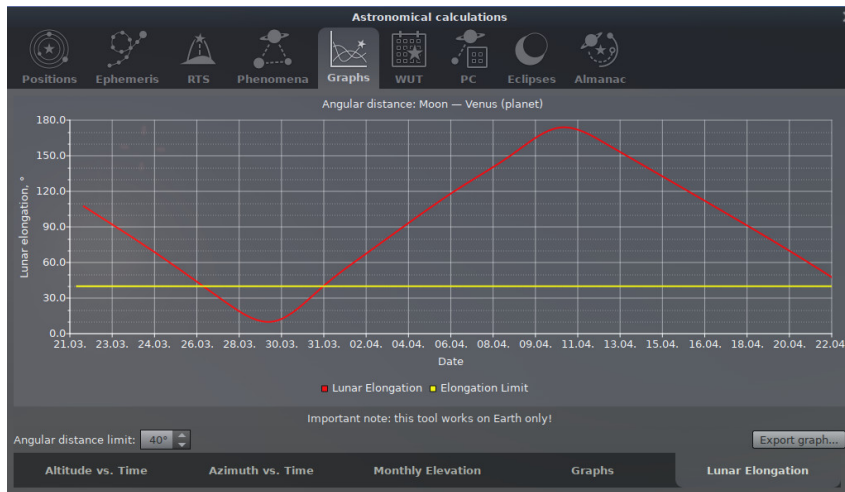 Astronomical calculations
Positions Ephemeris RTS Phenomena Graphs WUT PC Eclipses Almanac
Angular distance: Moon — Venus (planet)
180.0
150.0
120.0
90.0
60.0
30.0
0.0
Lunar elongation, °
21.03. 23.03. 24.03. 26.03. 28.03. 30.03. 31.03. 02.04. 04.04. 06.04. 08.04. 09.04. 11.04. 13.04. 15.04. 16.04. 18.04. 20.04. 22.04
Date
Lunar Elongation Elongation Limit
Important note: this tool works on Earth only!
Angular distance limit: 40° Export graph...
Altitude vs. Time Azimuth vs. Time Monthly Elevation Graphs Lunar Elongation